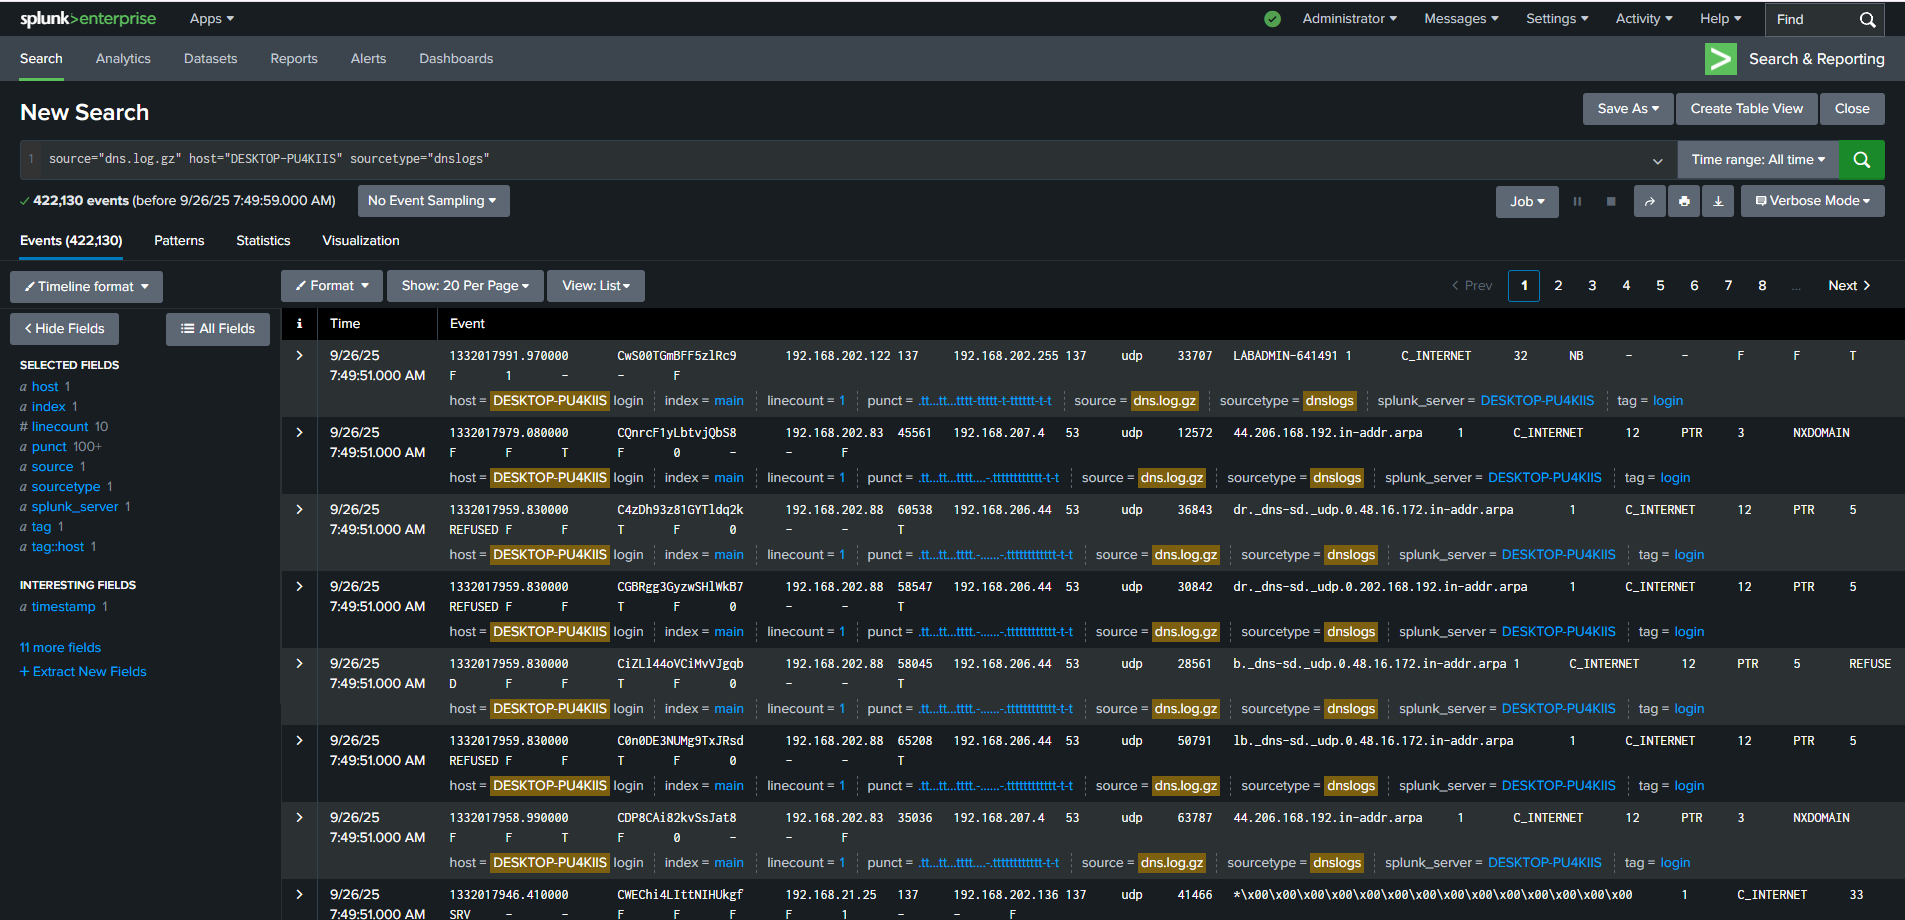 splunk>enterprise Apps Administrator Messages Settings Activity Help Find
Search Analytics Datasets Reports Alerts Dashboards Search & Reporting
New Search Save As Create Table View Close
1 source="dns.log.gz" host="DESKTOP-PU4KIIS" sourcetype="dnslogs" Time range: All time
422,130 events (before 9/26/25 7:49:59.000 AM) No Event Sampling Job Verbose Mode
Events (422,130) Patterns Statistics Visualization
Timeline format Format Show: 20 Per Page View: List < Prev 1 2 3 4 5 6 7 8 ... Next >
< Hide Fields All Fields
SELECTED FIELDS
a host 1
a index 1
# linecount 10
a punct 100+
a source 1
a sourcetype 1
a splunk_server 1
a tag 1
a tag::host 1
INTERESTING FIELDS
a timestamp 1
11 more fields
+ Extract New Fields
i Time Event
9/26/25 1332017991.970000 CwS00TGmBFF5zlRc9 192.168.202.122 137 192.168.202.255 137 udp 33707 LABADMIN-641491 1 C_INTERNET 32 NB - - F F T
7:49:51.000 AM F 1 - - F
host = DESKTOP-PU4KIIS login index = main linecount = 1 punct = .tt...tt...tttt-ttttt-t-tttttt-t-t source = dns.log.gz sourcetype = dnslogs splunk_server = DESKTOP-PU4KIIS tag = login
9/26/25 1332017979.080000 CQnrcF1yLbtvjQbS8 192.168.202.83 45561 192.168.207.4 53 udp 12572 44.206.168.192.in-addr.arpa 1 C_INTERNET 12 PTR 3 NXDOMAIN
7:49:51.000 AM F F T F 0 - - F
host = DESKTOP-PU4KIIS login index = main linecount = 1 punct = .tt...tt...tttt....-.tttttttttttt-t-t source = dns.log.gz sourcetype = dnslogs splunk_server = DESKTOP-PU4KIIS tag = login
9/26/25 1332017959.830000 C4zDh93z81GYTldq2k 192.168.202.88 60538 192.168.206.44 53 udp 36843 dr._dns-sd._udp.0.48.16.172.in-addr.arpa 1 C_INTERNET 12 PTR 5
7:49:51.000 AM REFUSED F F T F 0 - - T
host = DESKTOP-PU4KIIS login index = main linecount = 1 punct = .tt...tt...tttt.-......-.tttttttttttt-t-t source = dns.log.gz sourcetype = dnslogs splunk_server = DESKTOP-PU4KIIS tag = login
9/26/25 1332017959.830000 CGBRgg3GyzwSHlWkB7 192.168.202.88 58547 192.168.206.44 53 udp 30842 dr._dns-sd._udp.0.202.168.192.in-addr.arpa 1 C_INTERNET 12 PTR 5
7:49:51.000 AM REFUSED F F T F 0 - - T
host = DESKTOP-PU4KIIS login index = main linecount = 1 punct = .tt...tt...tttt.-......-.tttttttttttt-t-t source = dns.log.gz sourcetype = dnslogs splunk_server = DESKTOP-PU4KIIS tag = login
9/26/25 1332017959.830000 CiZLl44oVCiMvVJgqb 192.168.202.88 58045 192.168.206.44 53 udp 28561 b._dns-sd._udp.0.48.16.172.in-addr.arpa 1 C_INTERNET 12 PTR 5 REFUSE
7:49:51.000 AM D F F T F 0 - - T
host = DESKTOP-PU4KIIS login index = main linecount = 1 punct = .tt...tt...tttt.-......-.tttttttttttt-t-t source = dns.log.gz sourcetype = dnslogs splunk_server = DESKTOP-PU4KIIS tag = login
9/26/25 1332017959.830000 C0n0DE3NUMg9TxJRsd 192.168.202.88 65208 192.168.206.44 53 udp 50791 lb._dns-sd._udp.0.48.16.172.in-addr.arpa 1 C_INTERNET 12 PTR 5
7:49:51.000 AM REFUSED F F T F 0 - - T
host = DESKTOP-PU4KIIS login index = main linecount = 1 punct = .tt...tt...tttt.-......-.tttttttttttt-t-t source = dns.log.gz sourcetype = dnslogs splunk_server = DESKTOP-PU4KIIS tag = login
9/26/25 1332017958.990000 CDP8CAi82kvSsJat8 192.168.202.83 35036 192.168.207.4 53 udp 63787 44.206.168.192.in-addr.arpa 1 C_INTERNET 12 PTR 3 NXDOMAIN
7:49:51.000 AM F F T F 0 - - F
host = DESKTOP-PU4KIIS login index = main linecount = 1 punct = .tt...tt...tttt....-.tttttttttttt-t-t source = dns.log.gz sourcetype = dnslogs splunk_server = DESKTOP-PU4KIIS tag = login
9/26/25 1332017946.410000 CWEChi4LIttNIHUkgf 192.168.21.25 137 192.168.202.136 137 udp 41466 *\x00\x00\x00\x00\x00\x00\x00\x00\x00\x00\x00\x00\x00\x00 1 C_INTERNET 33
7:49:51.000 AM SRV - - F F F F 1 - - F